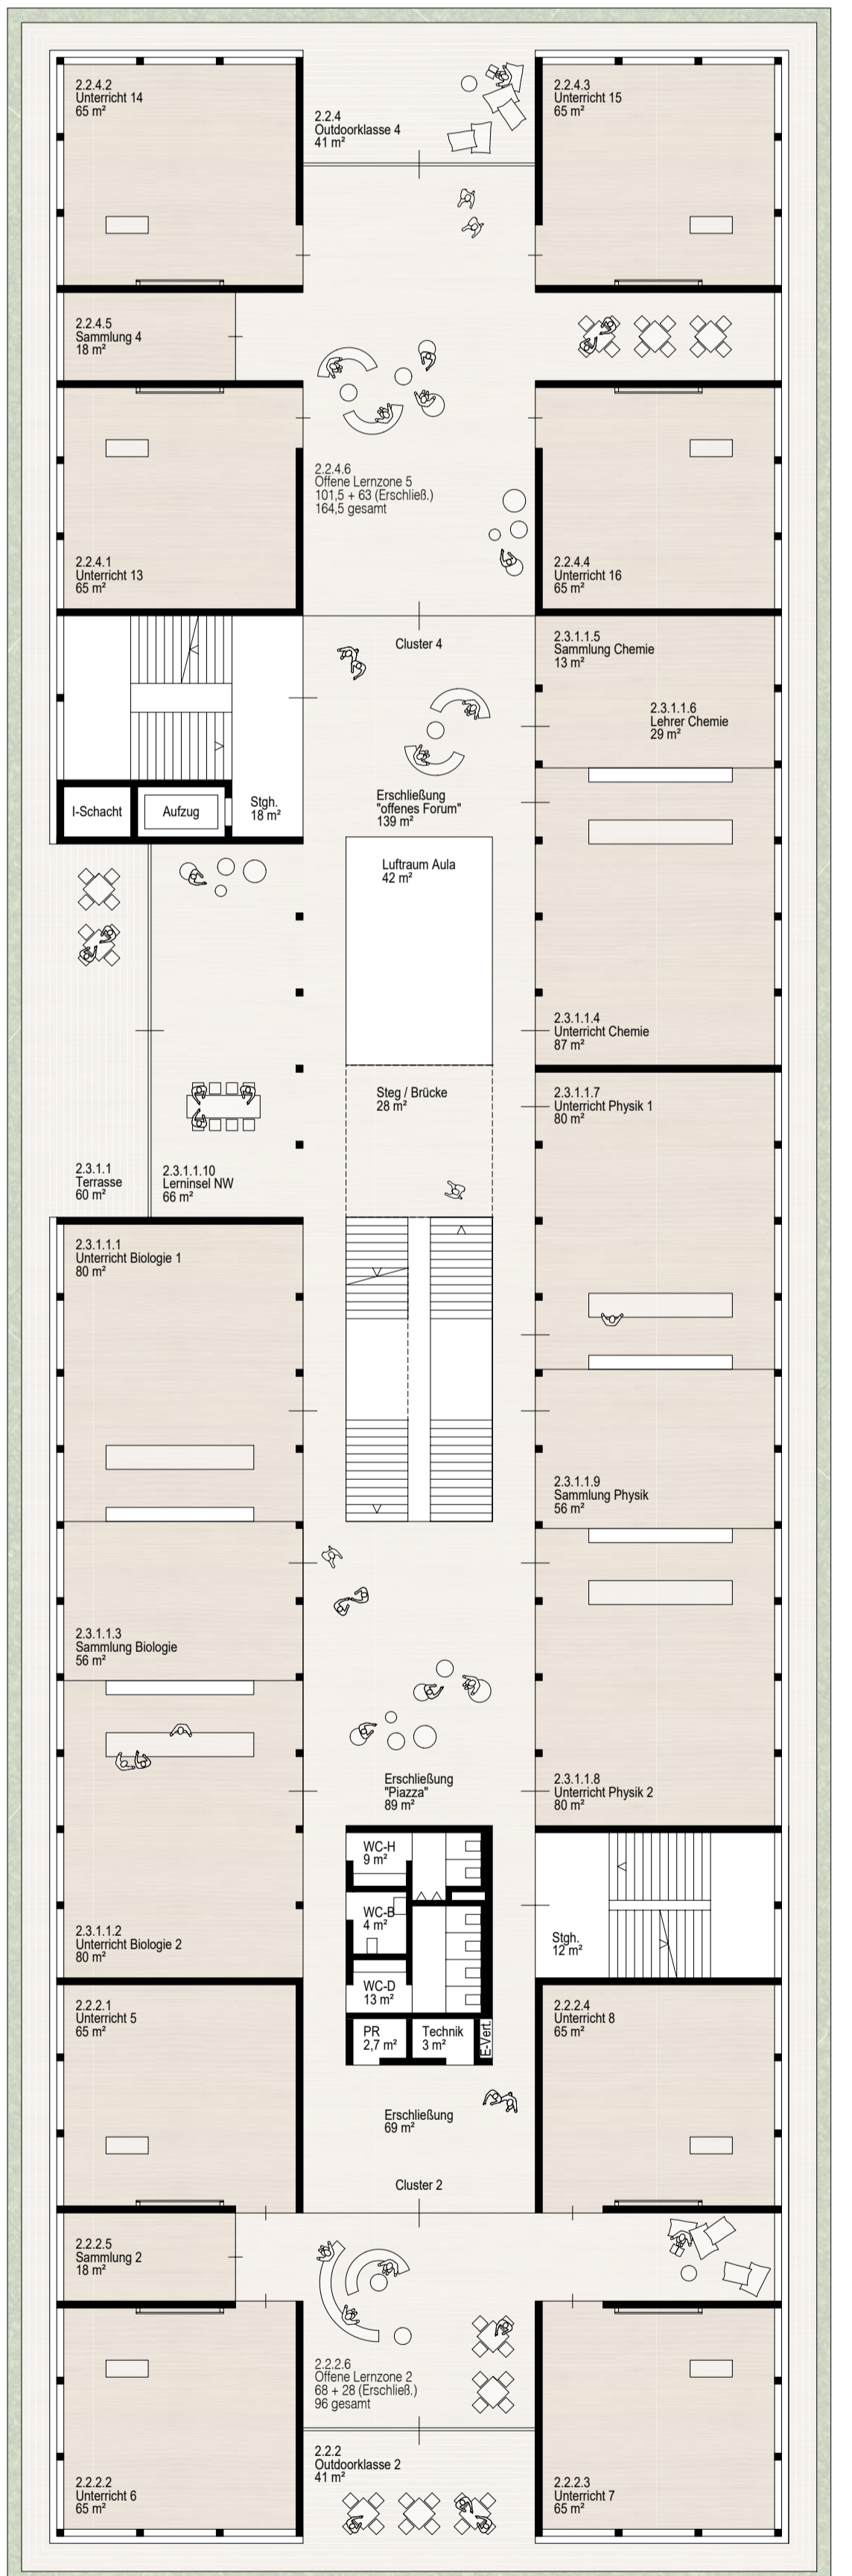 2.2.4.2
Unterricht 14
65 m²
2.2.4
Outdoorklasse 4
41 m²
2.2.4.3
Unterricht 15
65 m²
2.2.4.5
Sammlung 4
18 m²
2.2.4.6
Offene Lernzone 5
101,5 + 63 (Erschließ.)
164,5 gesamt
2.2.4.1
Unterricht 13
65 m²
2.2.4.4
Unterricht 16
65 m²
Cluster 4
2.3.1.1.5
Sammlung Chemie
13 m²
2.3.1.1.6
Lehrer Chemie
29 m²
I-Schacht
Aufzug
Stgh.
18 m²
Erschließung
"offenes Forum"
139 m²
Luftraum Aula
42 m²
2.3.1.1.4
Unterricht Chemie
87 m²
Steg / Brücke
28 m²
2.3.1.1.7
Unterricht Physik 1
80 m²
2.3.1.1
Terrasse
60 m²
2.3.1.1.10
Lerninsel NW
66 m²
2.3.1.1.1
Unterricht Biologie 1
80 m²
2.3.1.1.9
Sammlung Physik
56 m²
2.3.1.1.3
Sammlung Biologie
56 m²
Erschließung
"Piazza"
89 m²
2.3.1.1.8
Unterricht Physik 2
80 m²
WC-H
9 m²
WC-B
4 m²
2.3.1.1.2
Unterricht Biologie 2
80 m²
Stgh.
12 m²
WC-D
13 m²
2.2.2.1
Unterricht 5
65 m²
2.2.2.4
Unterricht 8
65 m²
PR
2,7 m²
Technik
3 m²
E-Vert.
Erschließung
69 m²
Cluster 2
2.2.2.5
Sammlung 2
18 m²
2.2.2.6
Offene Lernzone 2
68 + 28 (Erschließ.)
96 gesamt
2.2.2
Outdoorklasse 2
41 m²
2.2.2.2
Unterricht 6
65 m²
2.2.2.3
Unterricht 7
65 m²